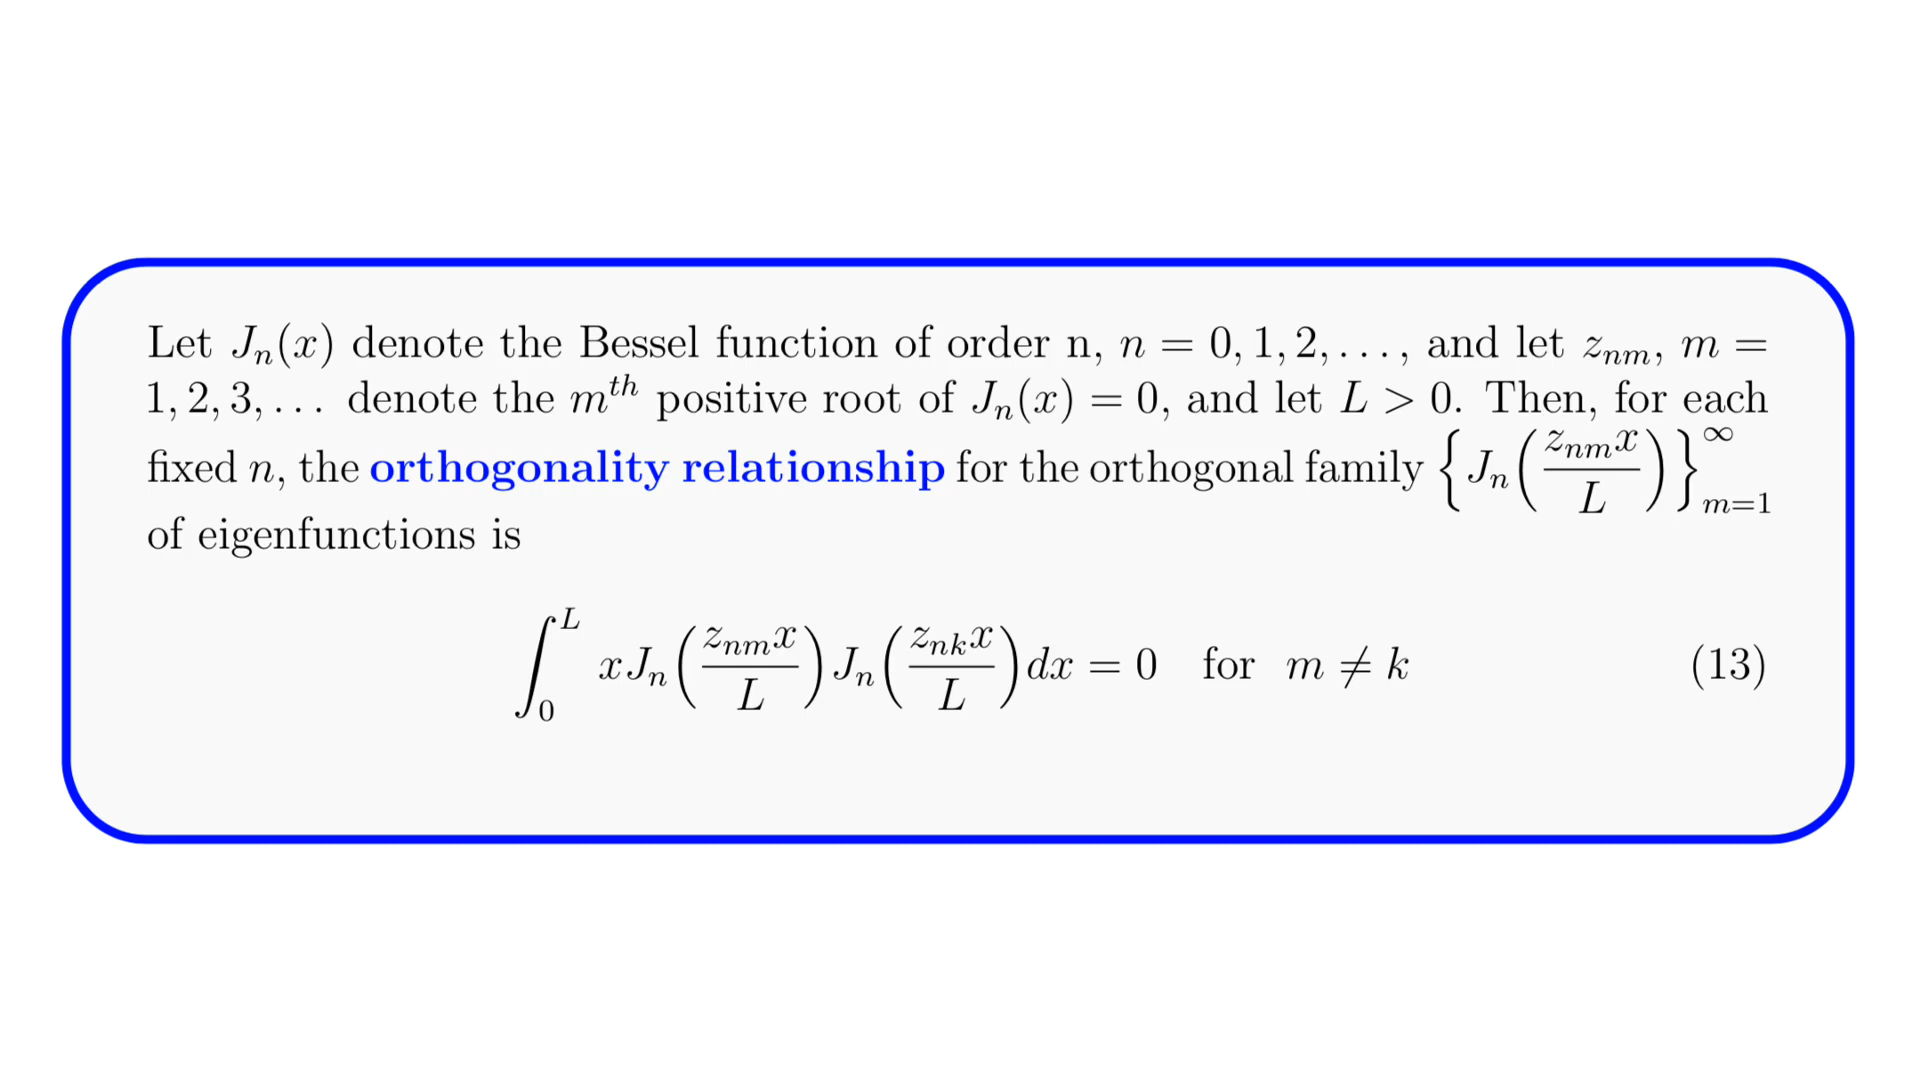 Let $J_n(x)$ denote the Bessel function of order n, $n = 0, 1, 2, \ldots,$ and let $z_{nm}$, $m =$
$1, 2, 3, \ldots$ denote the $m^{th}$ positive root of $J_n(x) = 0$, and let $L > 0$. Then, for each
fixed $n$, the orthogonality relationship for the orthogonal family $\left\{ J_n \left( \frac{z_{nm}x}{L} \right) \right\}_{m=1}^{\infty}$
of eigenfunctions is
$\int_0^L x J_n \left( \frac{z_{nm}x}{L} \right) J_n \left( \frac{z_{nk}x}{L} \right) dx = 0 \quad \text{for} \quad m \neq k \qquad (13)$